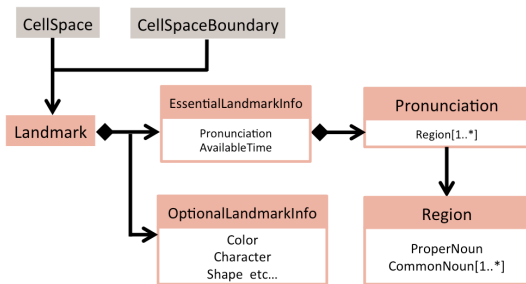 CellSpace
CellSpaceBoundary
Landmark
EssentialLandmarkInfo
Pronunciation
AvailableTime
Pronunciation
Region[1..*]
OptionalLandmarkInfo
Color
Character
Shape etc...
Region
ProperNoun
CommonNoun[1..*]